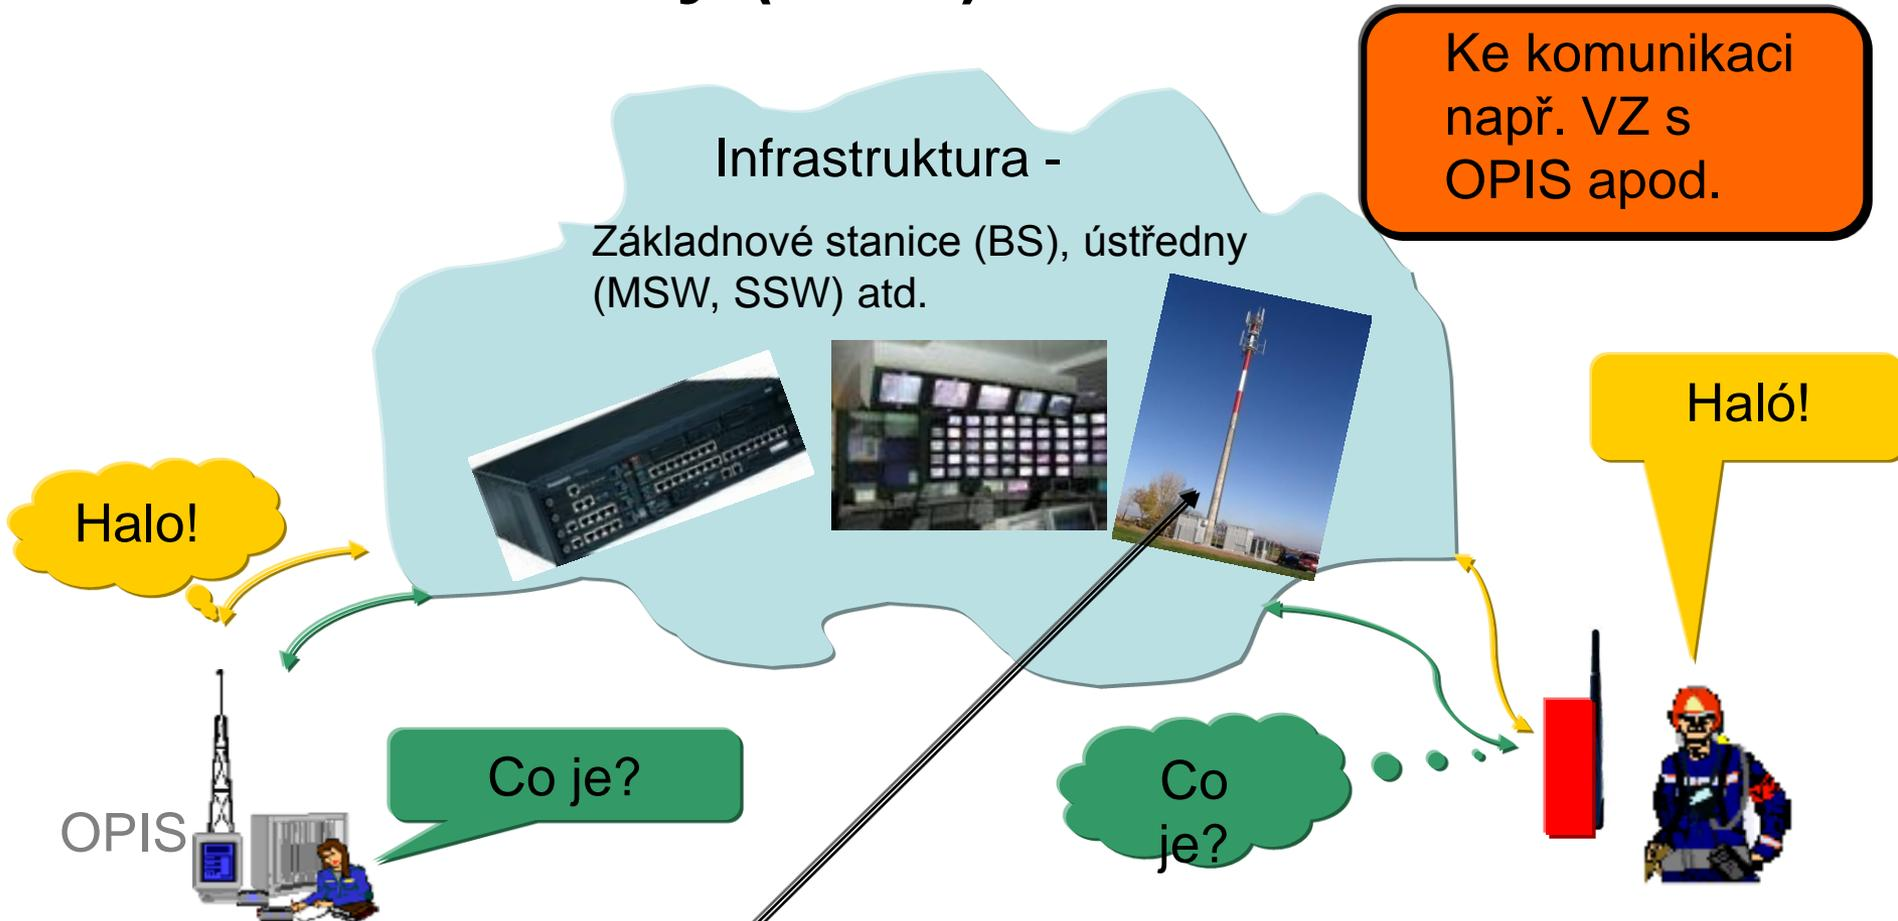 Ke komunikaci
např. VZ s
OPIS apod.
Infrastruktura -
Základnové stanice (BS), ústředny
(MSW, SSW) atd.
Haló!
Halo!
Co je?
Co
je?
OPIS